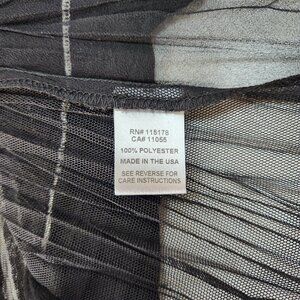 RN# 115178
CA# 11055
100% POLYESTER
MADE IN THE USA
SEE REVERSE FOR
CARE INSTRUCTIONS